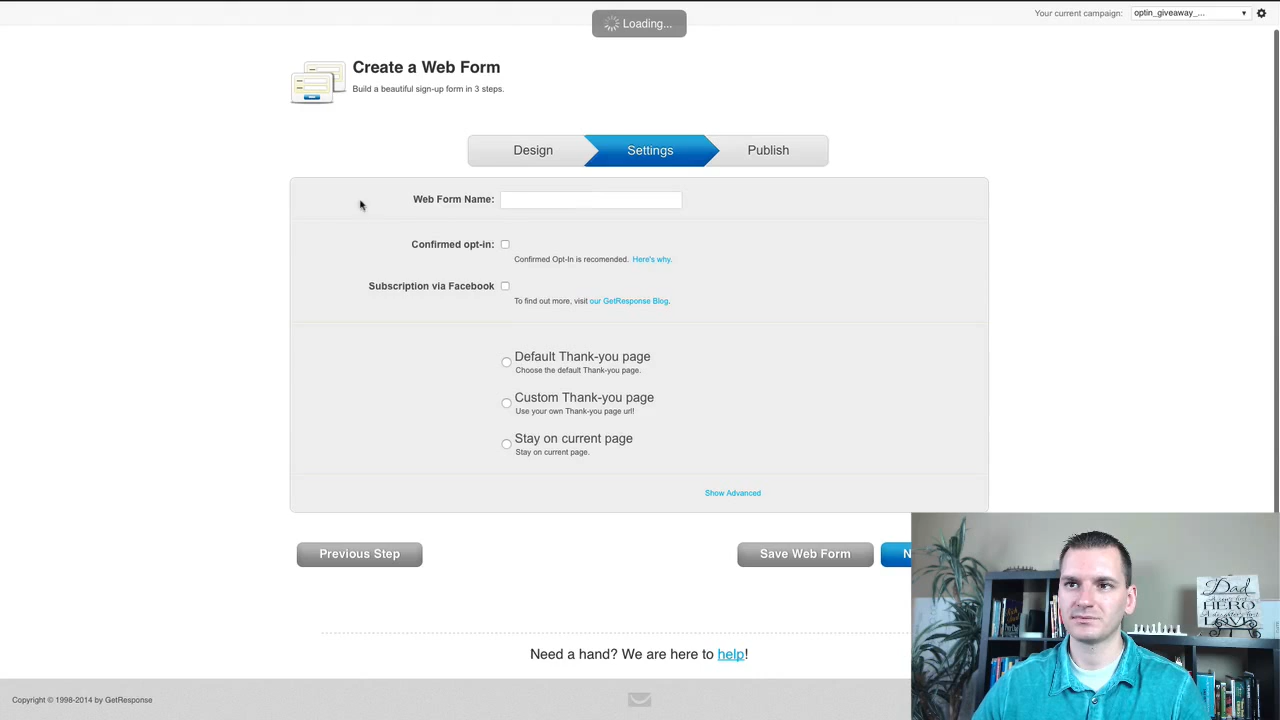 Loading...
Your current campaign: optin_giveaway_...
Create a Web Form
Build a beautiful sign-up form in 3 steps.
Design Settings Publish
Web Form Name:
Confirmed opt-in:
Confirmed Opt-In is recomended. Here's why.
Subscription via Facebook
To find out more, visit our GetResponse Blog.
Default Thank-you page
Choose the default Thank-you page.
Custom Thank-you page
Use your own Thank-you page url!
Stay on current page
Stay on current page.
Show Advanced
Previous Step Save Web Form N
Need a hand? We are here to help!
Copyright © 1998-2014 by GetResponse
Dad
HERO
LOVE